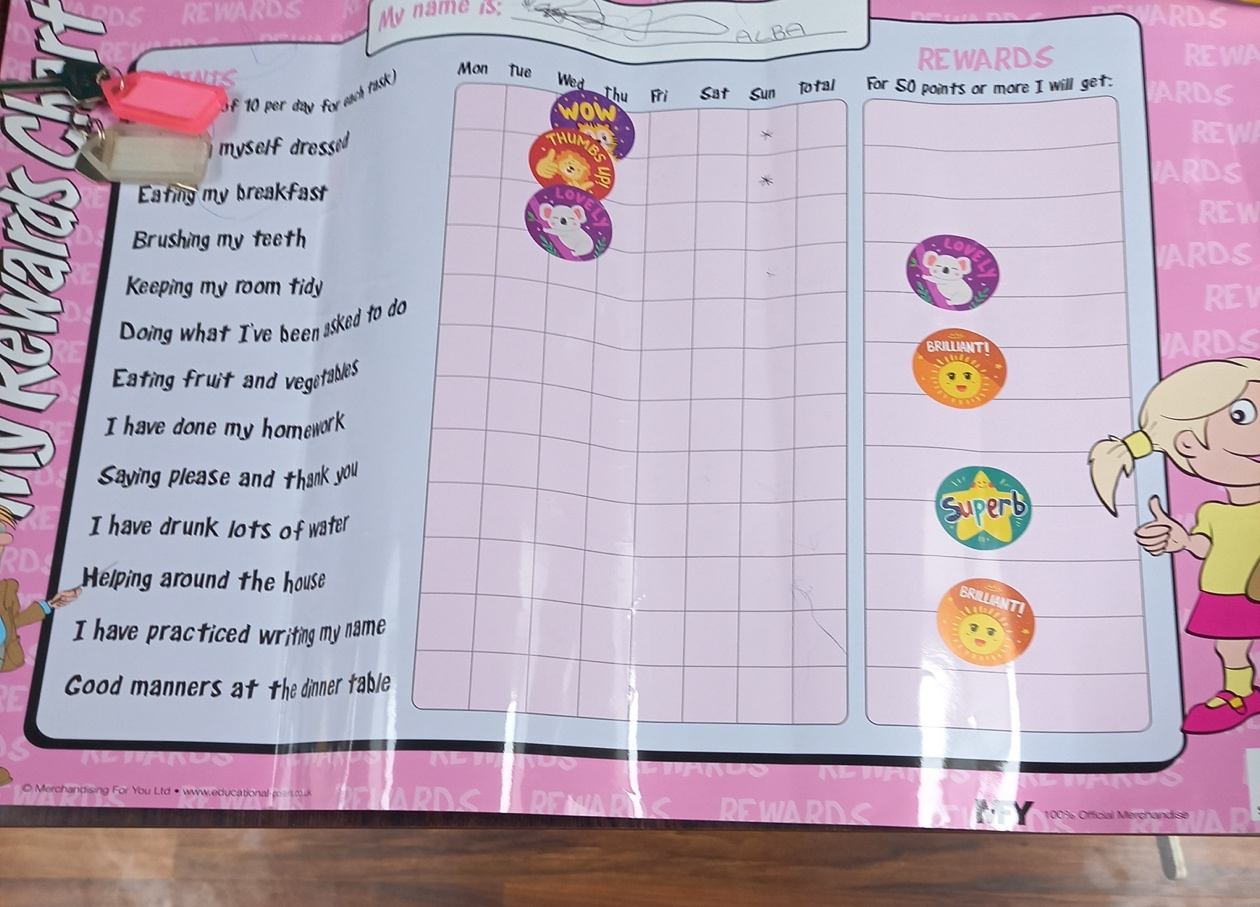 My Rewards Chart
My name is:
ALBA
REWARDS
For 50 points or more I will get:
Mon Tue Wed Thu Fri Sat Sun Total
of 10 per day for each task)
myself dressed
Eating my breakfast
Brushing my teeth
Keeping my room tidy
Doing what I've been asked to do
Eating fruit and vegetables
I have done my homework
Saying please and thank you
I have drunk lots of water
Helping around the house
I have practiced writing my name
Good manners at the dinner table
WOW
THUMBS UP!
LOVELY
LOVELY
BRILLIANT!
Superb
BRILLIANT!
© Merchandising For You Ltd • www.educational-posters.co.uk
MFY 100% Official Merchandise